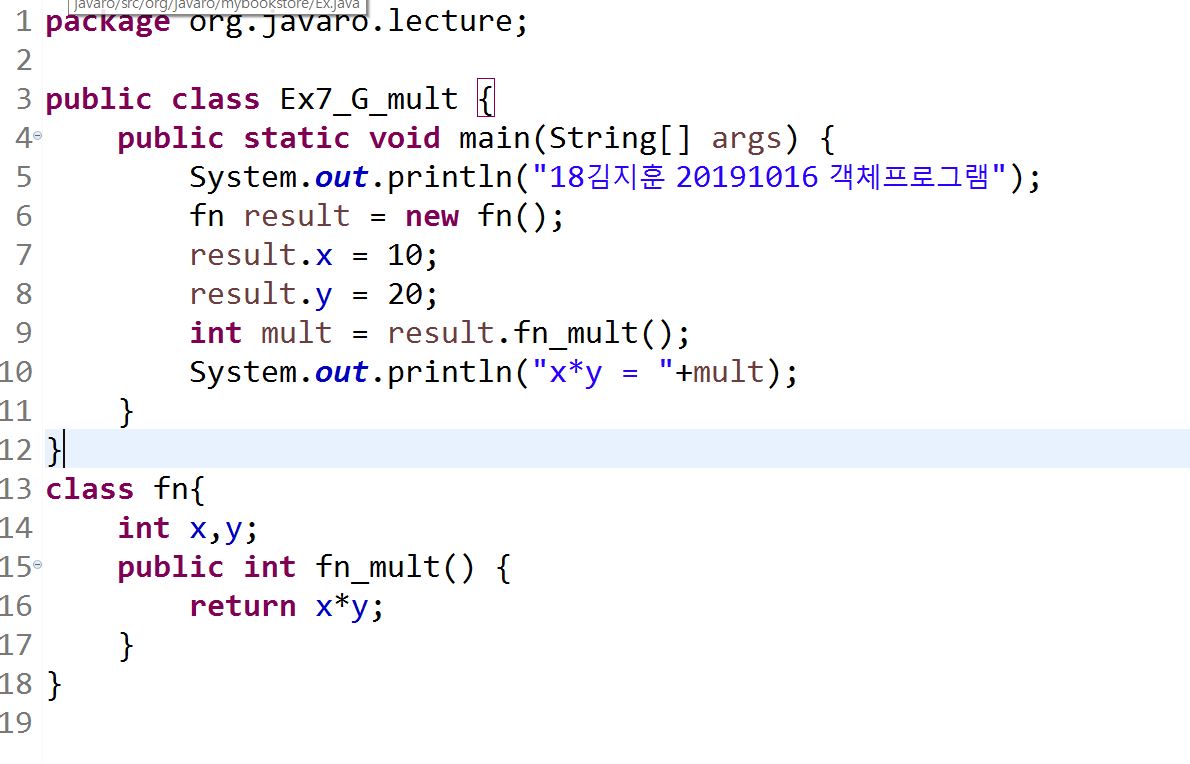 javaro/src/org/javaro/mybookstore/Ex.java
1 package org.javaro.lecture;
2
3 public class Ex7_G_mult {
4 public static void main(String[] args) {
5 System.out.println("18김지훈 20191016 객체프로그램");
6 fn result = new fn();
7 result.x = 10;
8 result.y = 20;
9 int mult = result.fn_mult();
10 System.out.println("x*y = "+mult);
11 }
12 }
13 class fn{
14 int x,y;
15 public int fn_mult() {
16 return x*y;
17 }
18 }
19